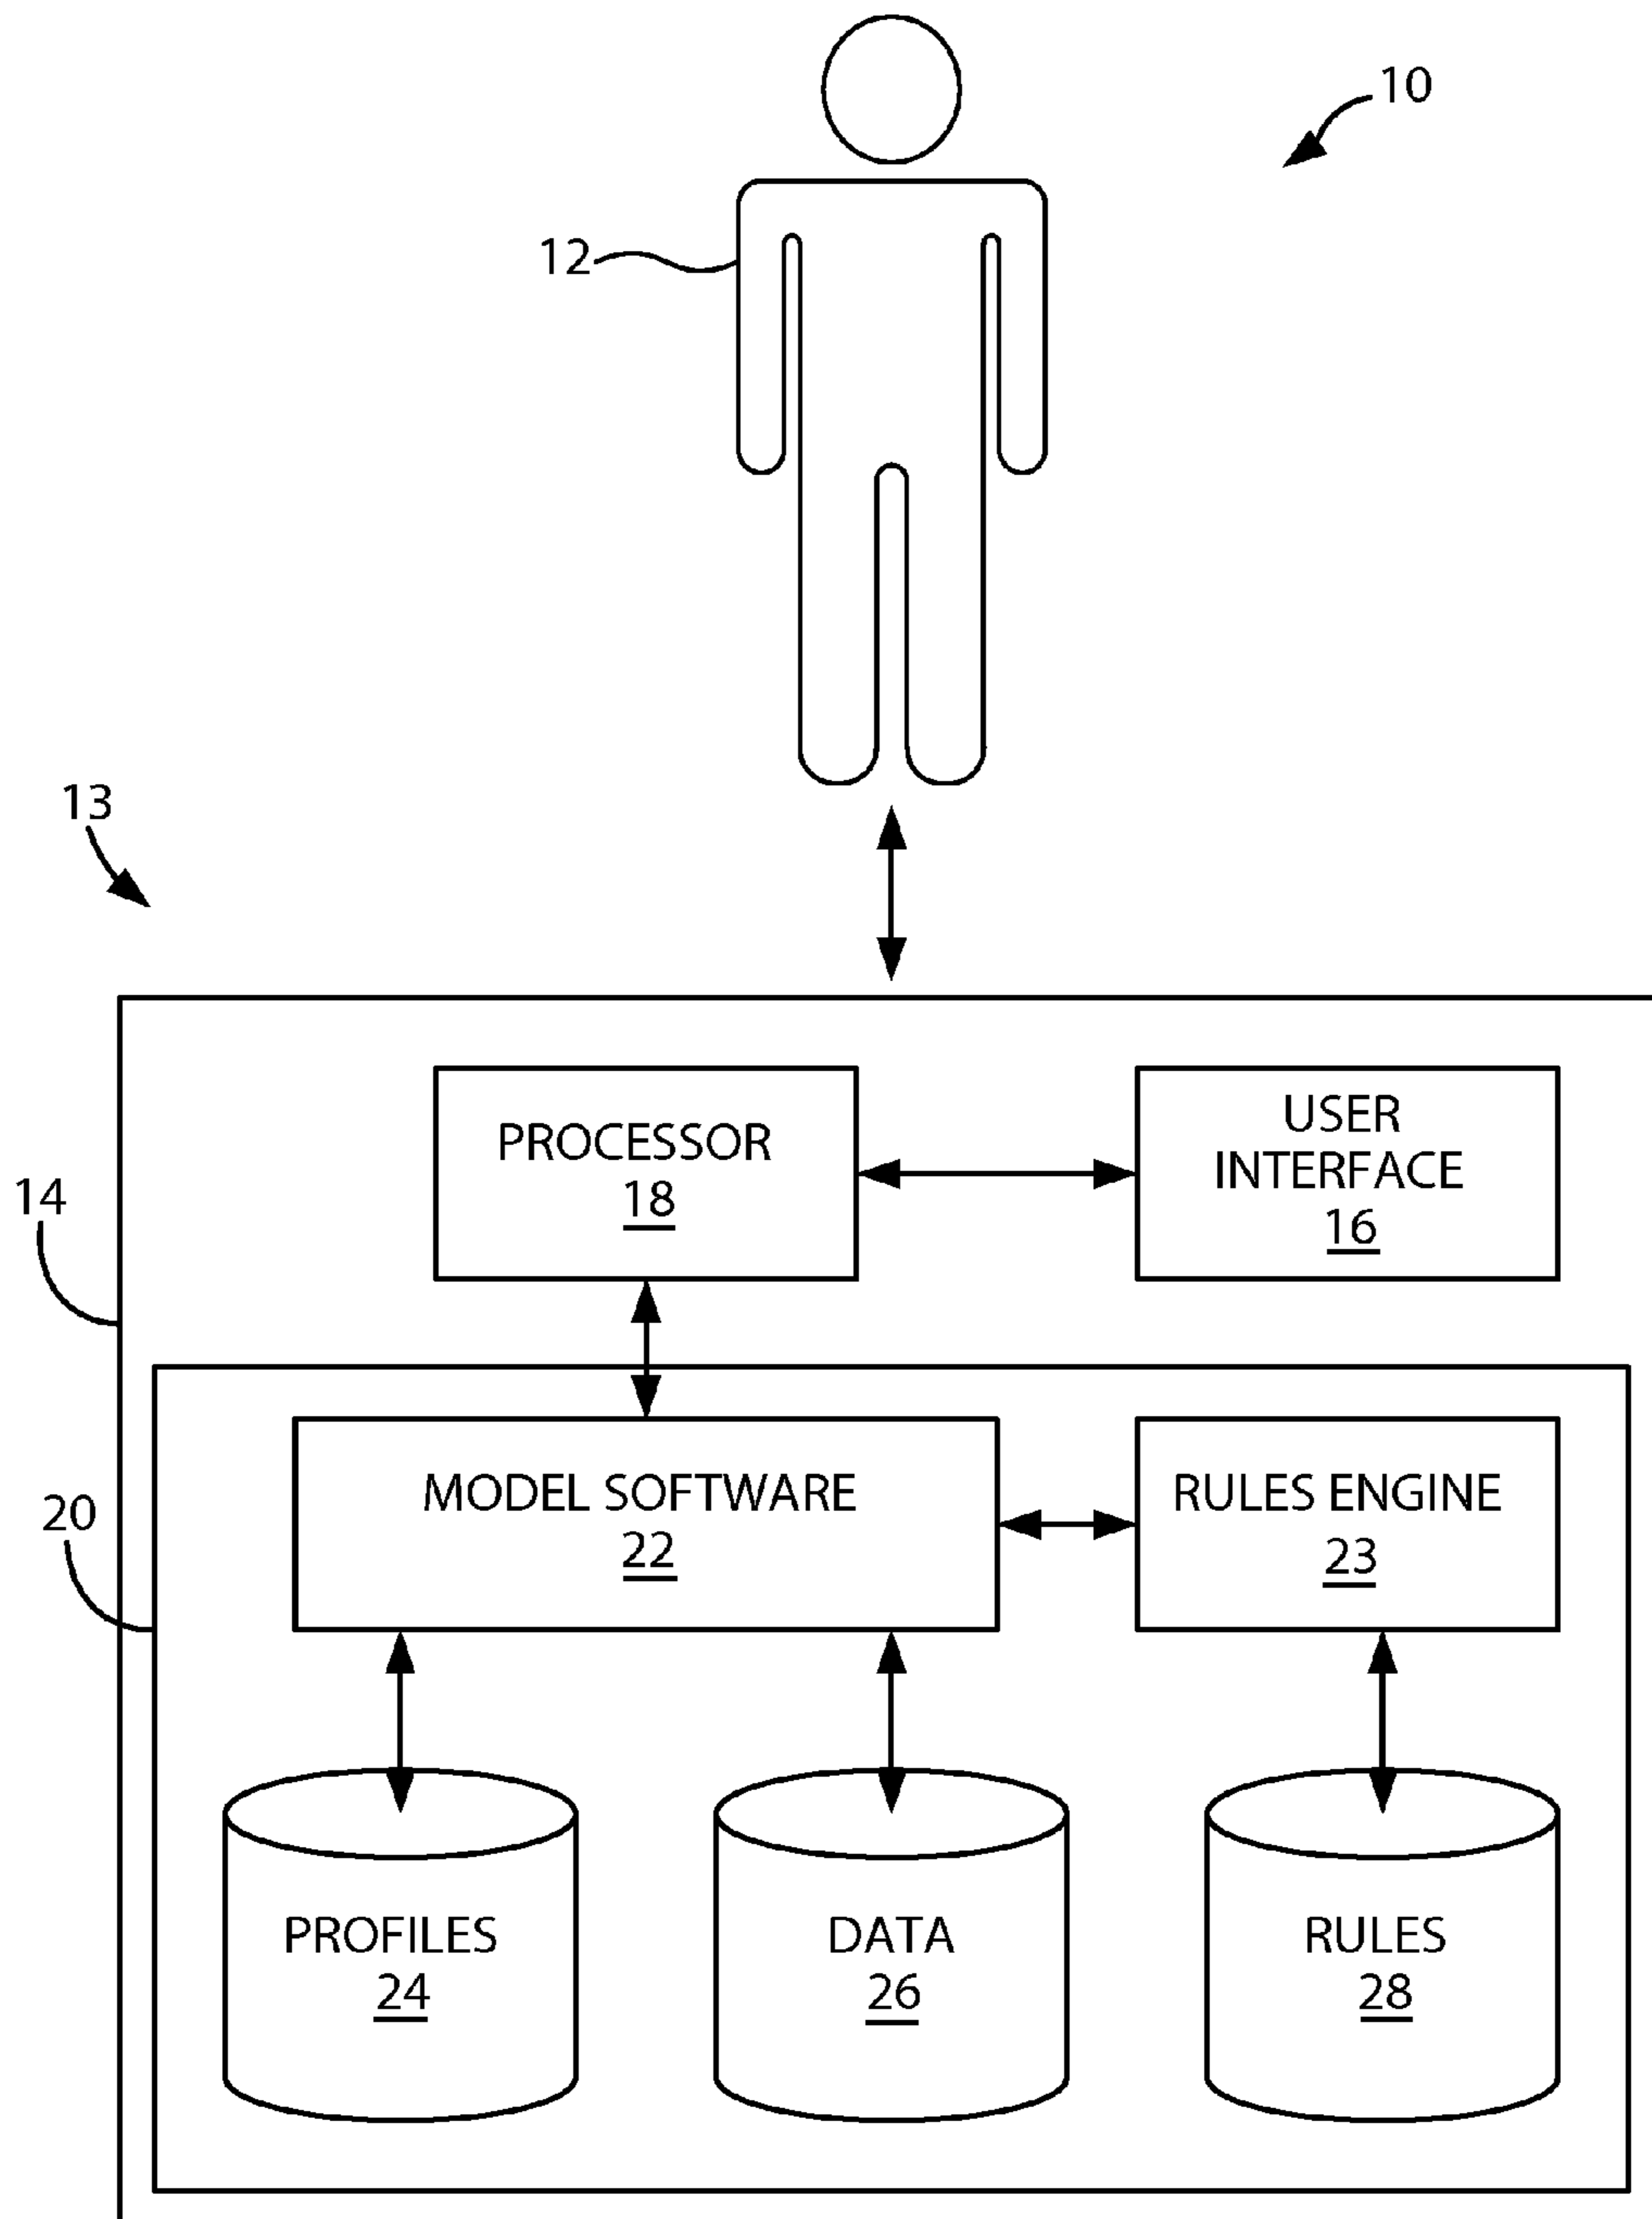 10
12
13
PROCESSOR
18
USER
INTERFACE
16
14
MODEL SOFTWARE
22
RULES ENGINE
23
20
PROFILES
24
DATA
26
RULES
28